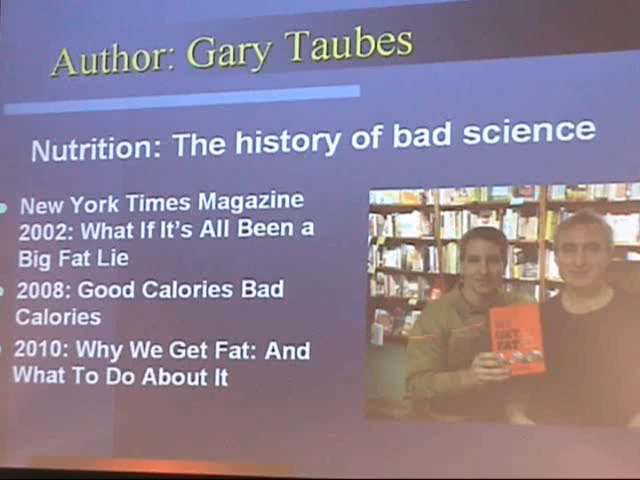 Author: Gary Taubes
Nutrition: The history of bad science
New York Times Magazine
2002: What If It's All Been a
Big Fat Lie
2008: Good Calories Bad
Calories
2010: Why We Get Fat: And
What To Do About It
WE
GET
FAT